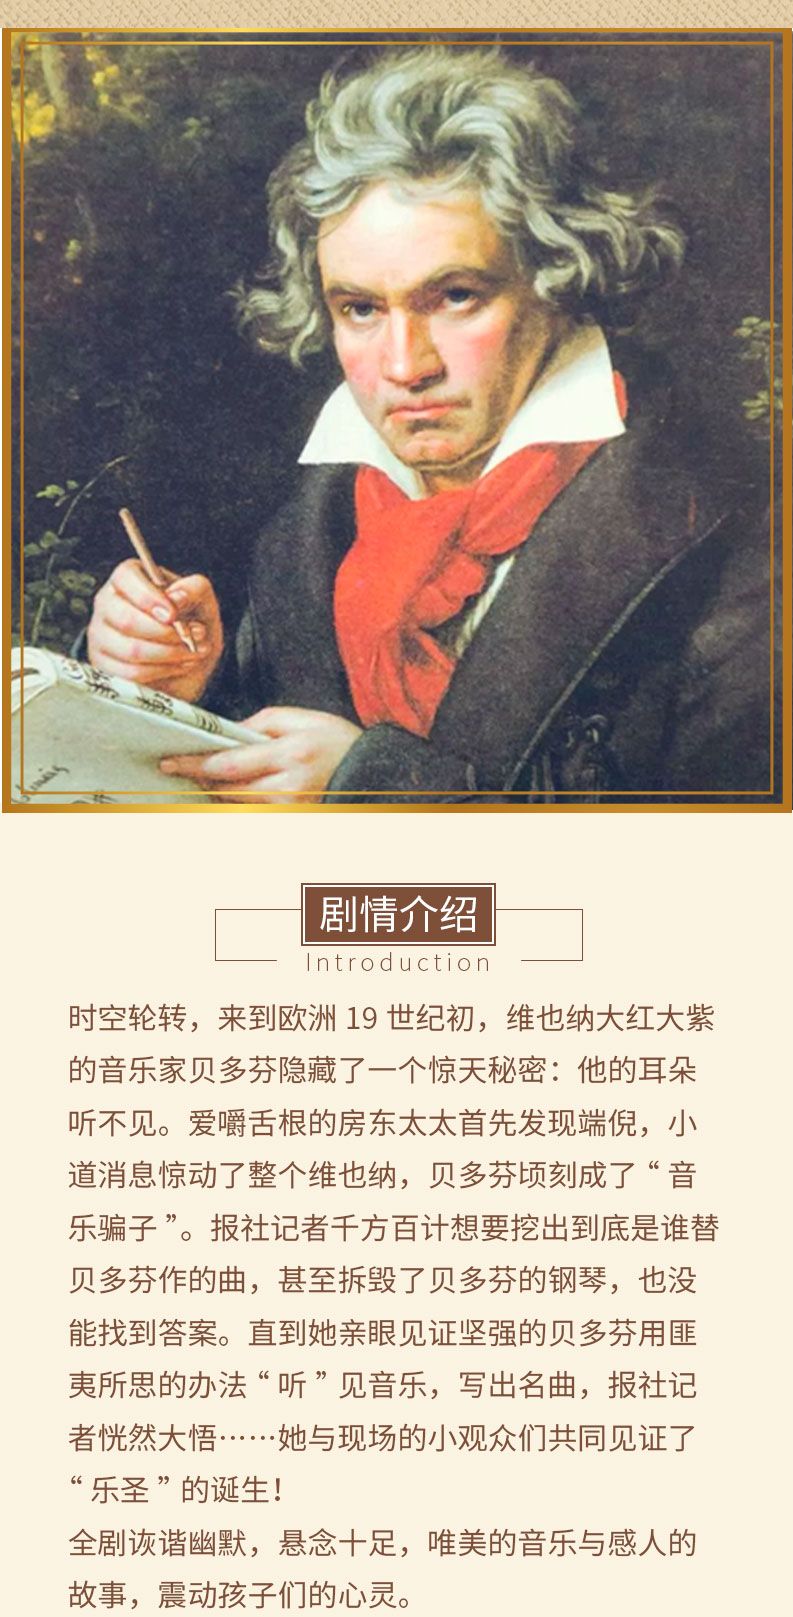 剧情介绍
Introduction
时空轮转，来到欧洲 19 世纪初，维也纳大红大紫
的音乐家贝多芬隐藏了一个惊天秘密：他的耳朵
听不见。爱嚼舌根的房东太太首先发现端倪，小
道消息惊动了整个维也纳，贝多芬顷刻成了 “ 音
乐骗子 ”。报社记者千方百计想要挖出到底是谁替
贝多芬作的曲，甚至拆毁了贝多芬的钢琴，也没
能找到答案。直到她亲眼见证坚强的贝多芬用匪
夷所思的办法 “ 听 ” 见音乐，写出名曲，报社记
者恍然大悟……她与现场的小观众们共同见证了
“ 乐圣 ” 的诞生！
全剧诙谐幽默，悬念十足，唯美的音乐与感人的
故事，震动孩子们的心灵。